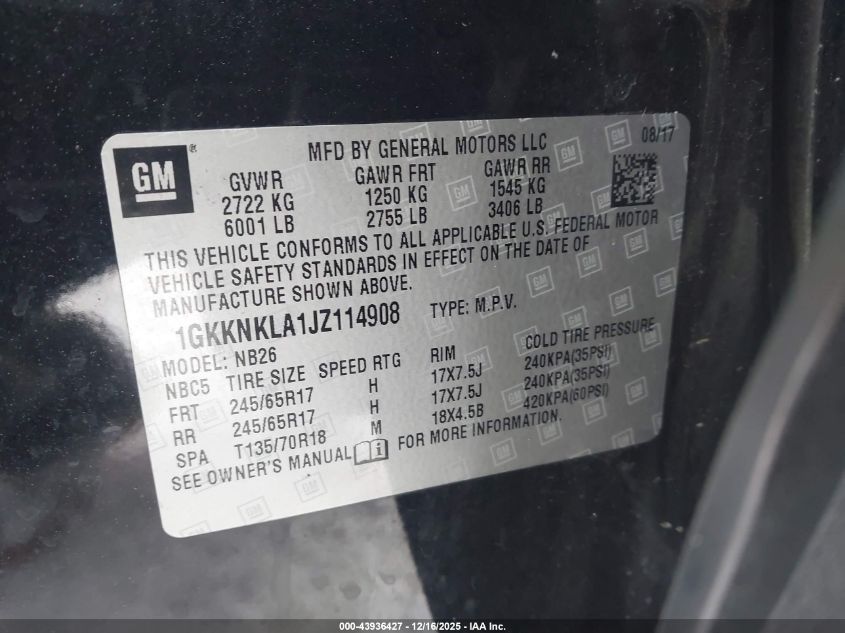 GM®
MFD BY GENERAL MOTORS LLC 08/17
GVWR GAWR FRT GAWR RR
2722 KG 1250 KG 1545 KG
6001 LB 2755 LB 3406 LB
THIS VEHICLE CONFORMS TO ALL APPLICABLE U.S. FEDERAL MOTOR
VEHICLE SAFETY STANDARDS IN EFFECT ON THE DATE OF
MANUFACTURE SHOWN ABOVE.
1GKKNKLA1JZ114908 TYPE: M.P.V.
MODEL: NB26
NBC5 TIRE SIZE SPEED RTG RIM COLD TIRE PRESSURE
FRT 245/65R17 H 17X7.5J 240KPA(35PSI)
RR 245/65R17 H 17X7.5J 240KPA(35PSI)
SPA T135/70R18 M 18X4.5B 420KPA(60PSI)
SEE OWNER'S MANUAL FOR MORE INFORMATION.
000-43936427 - 12/16/2025 - IAA Inc.